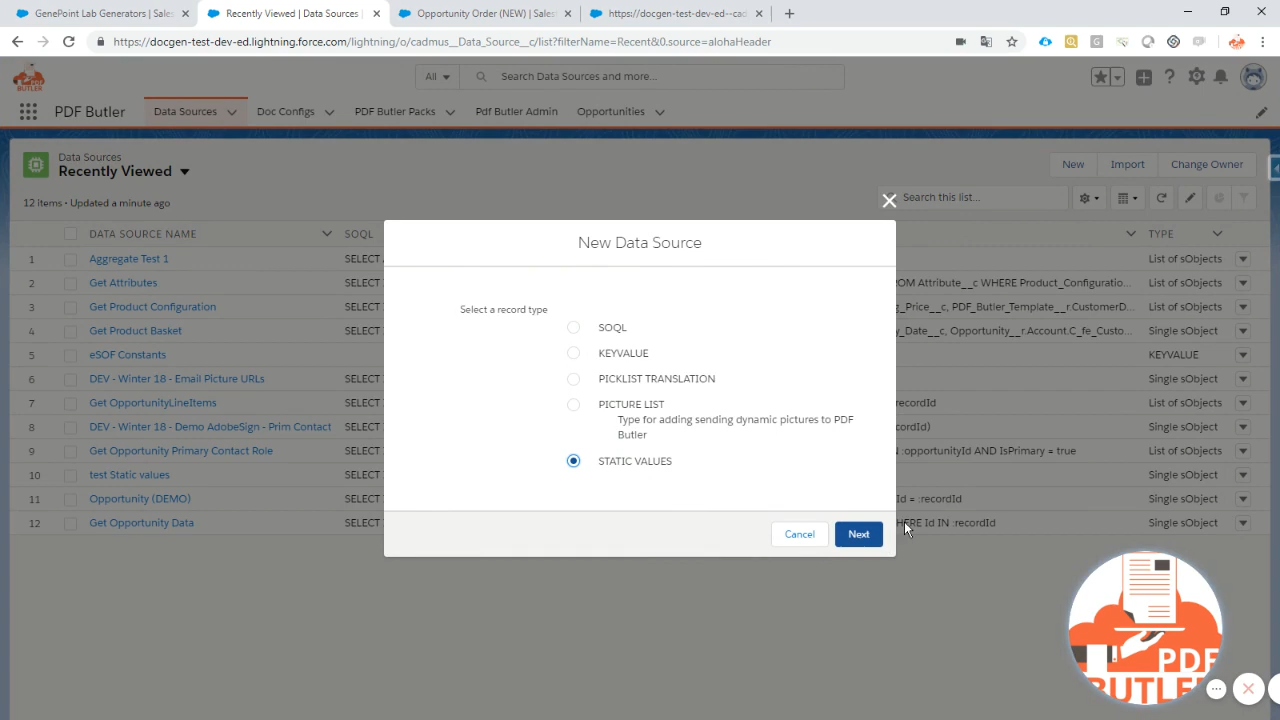 GenePoint Lab Generators | Sales
Recently Viewed | Data Sources |
Opportunity Order (NEW) | Sales
https://docgen-test-dev-ed--cad
https://docgen-test-dev-ed.lightning.force.com/lightning/o/cadmus__Data_Source__c/list?filterName=Recent&0.source=alohaHeader
PDF
BUTLER
All
Search Data Sources and more...
PDF Butler
Data Sources
Doc Configs
PDF Butler Packs
Pdf Butler Admin
Opportunities
Data Sources
Recently Viewed
New
Import
Change Owner
12 items • Updated a minute ago
Search this list...
DATA SOURCE NAME
SOQL
TYPE
1 Aggregate Test 1 List of sObjects
2 Get Attributes SELECT ROM Attribute__c WHERE Product_Configuratio... List of sObjects
3 Get Product Configuration SELECT g_Price__c, PDF_Butler_Template__r.CustomerD... List of sObjects
4 Get Product Basket SELECT y_Date__c, Opportunity__r.Account.C_fe_Custo... Single sObject
5 eSOF Constants KEYVALUE
6 DEV - Winter 18 - Email Picture URLs SELECT Single sObject
7 Get OpportunityLineItems SELECT recordId List of sObjects
8 DEV - Winter 18 - Demo AdobeSign - Prim Contact SELECT cordId) Single sObject
9 Get Opportunity Primary Contact Role SELECT N :opportunityId AND IsPrimary = true List of sObjects
10 test Static values SELECT Single sObject
11 Opportunity (DEMO) SELECT Id = :recordId Single sObject
12 Get Opportunity Data SELECT HERE Id IN :recordId Single sObject
New Data Source
Select a record type
SOQL
KEYVALUE
PICKLIST TRANSLATION
PICTURE LIST
Type for adding sending dynamic pictures to PDF
Butler
STATIC VALUES
Cancel
Next
PDF
BUTLER